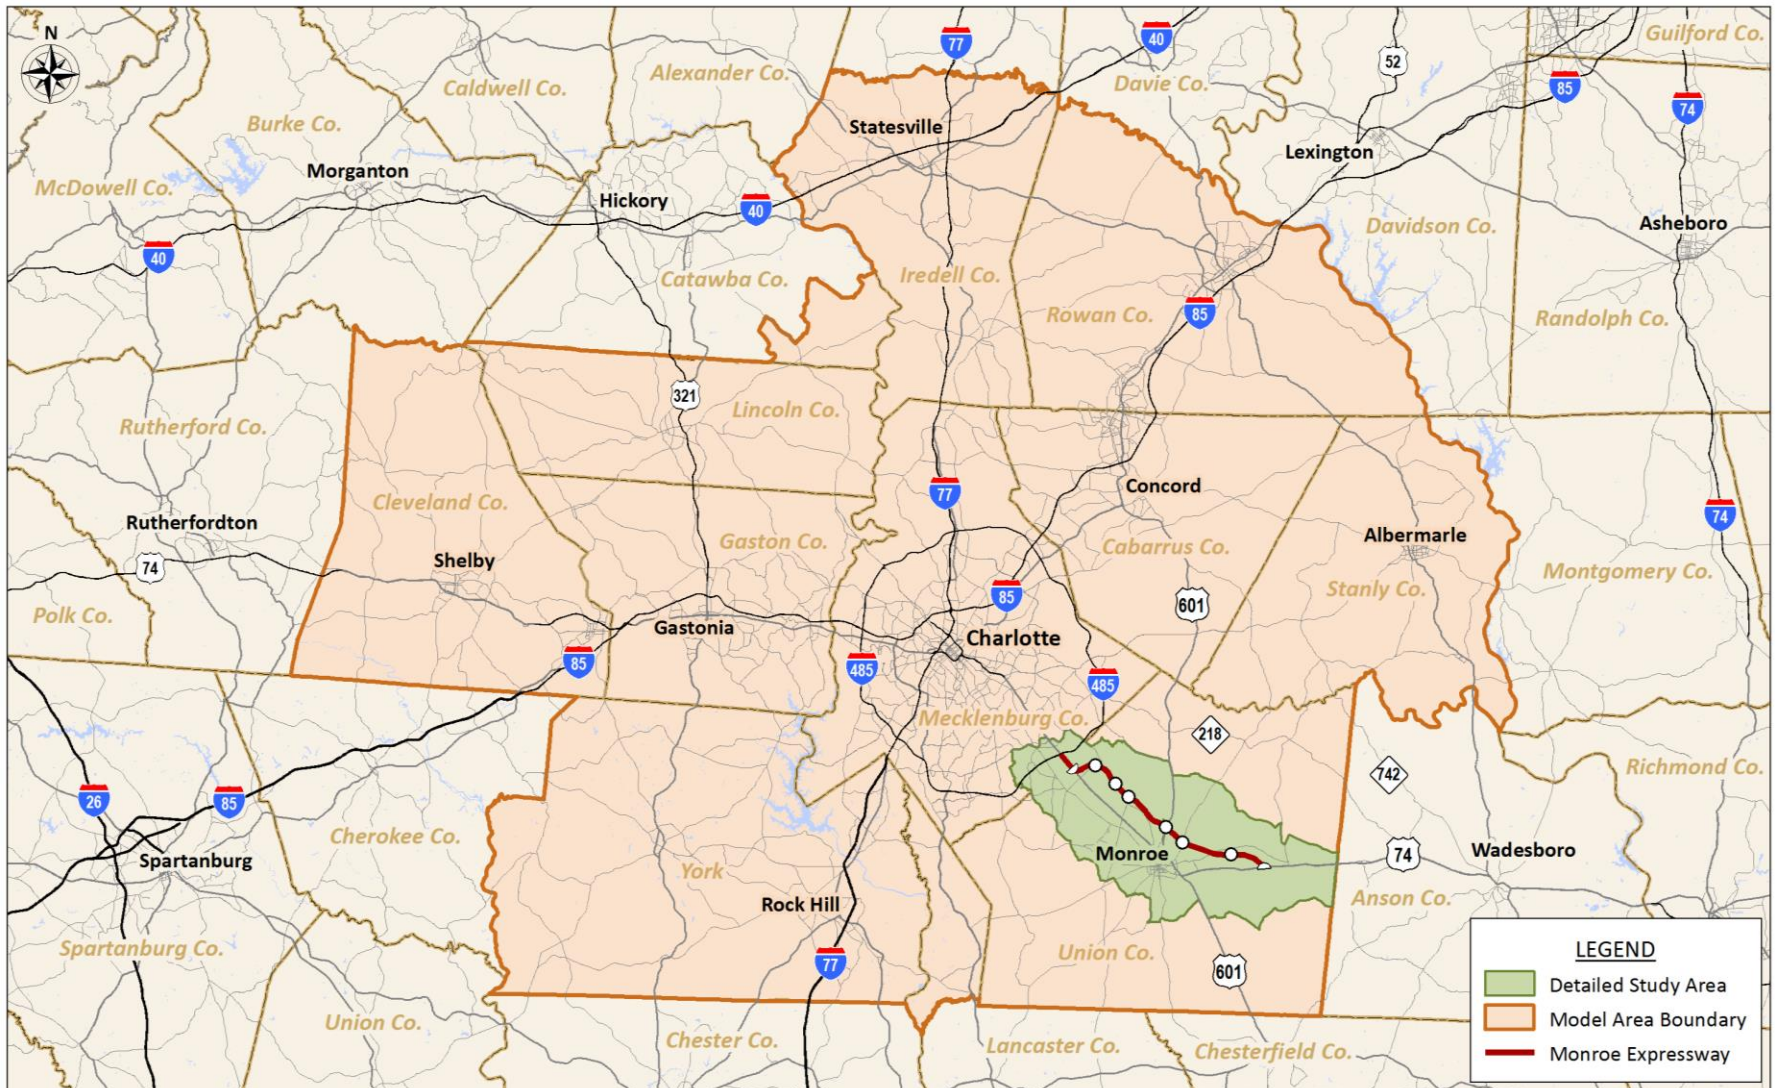 N
77
40
Guilford Co.
52
Alexander Co.
Davie Co.
Caldwell Co.
85
74
Burke Co.
Statesville
Lexington
Morganton
McDowell Co.
Hickory
40
Asheboro
Davidson Co.
40
Catawba Co.
Iredell Co.
Rowan Co.
85
Randolph Co.
321
Lincoln Co.
Rutherford Co.
77
Concord
Cleveland Co.
74
Rutherfordton
Albermarle
Gaston Co.
Cabarrus Co.
Shelby
74
Montgomery Co.
Stanly Co.
85
601
Polk Co.
Gastonia
Charlotte
85
485
485
Mecklenburg Co.
218
742
Richmond Co.
26
85
Cherokee Co.
Spartanburg
Monroe
74
Wadesboro
York
Rock Hill
Anson Co.
Spartanburg Co.
Union Co.
77
601
Union Co.
Chester Co.
Lancaster Co.
Chesterfield Co.
LEGEND
Detailed Study Area
Model Area Boundary
Monroe Expressway